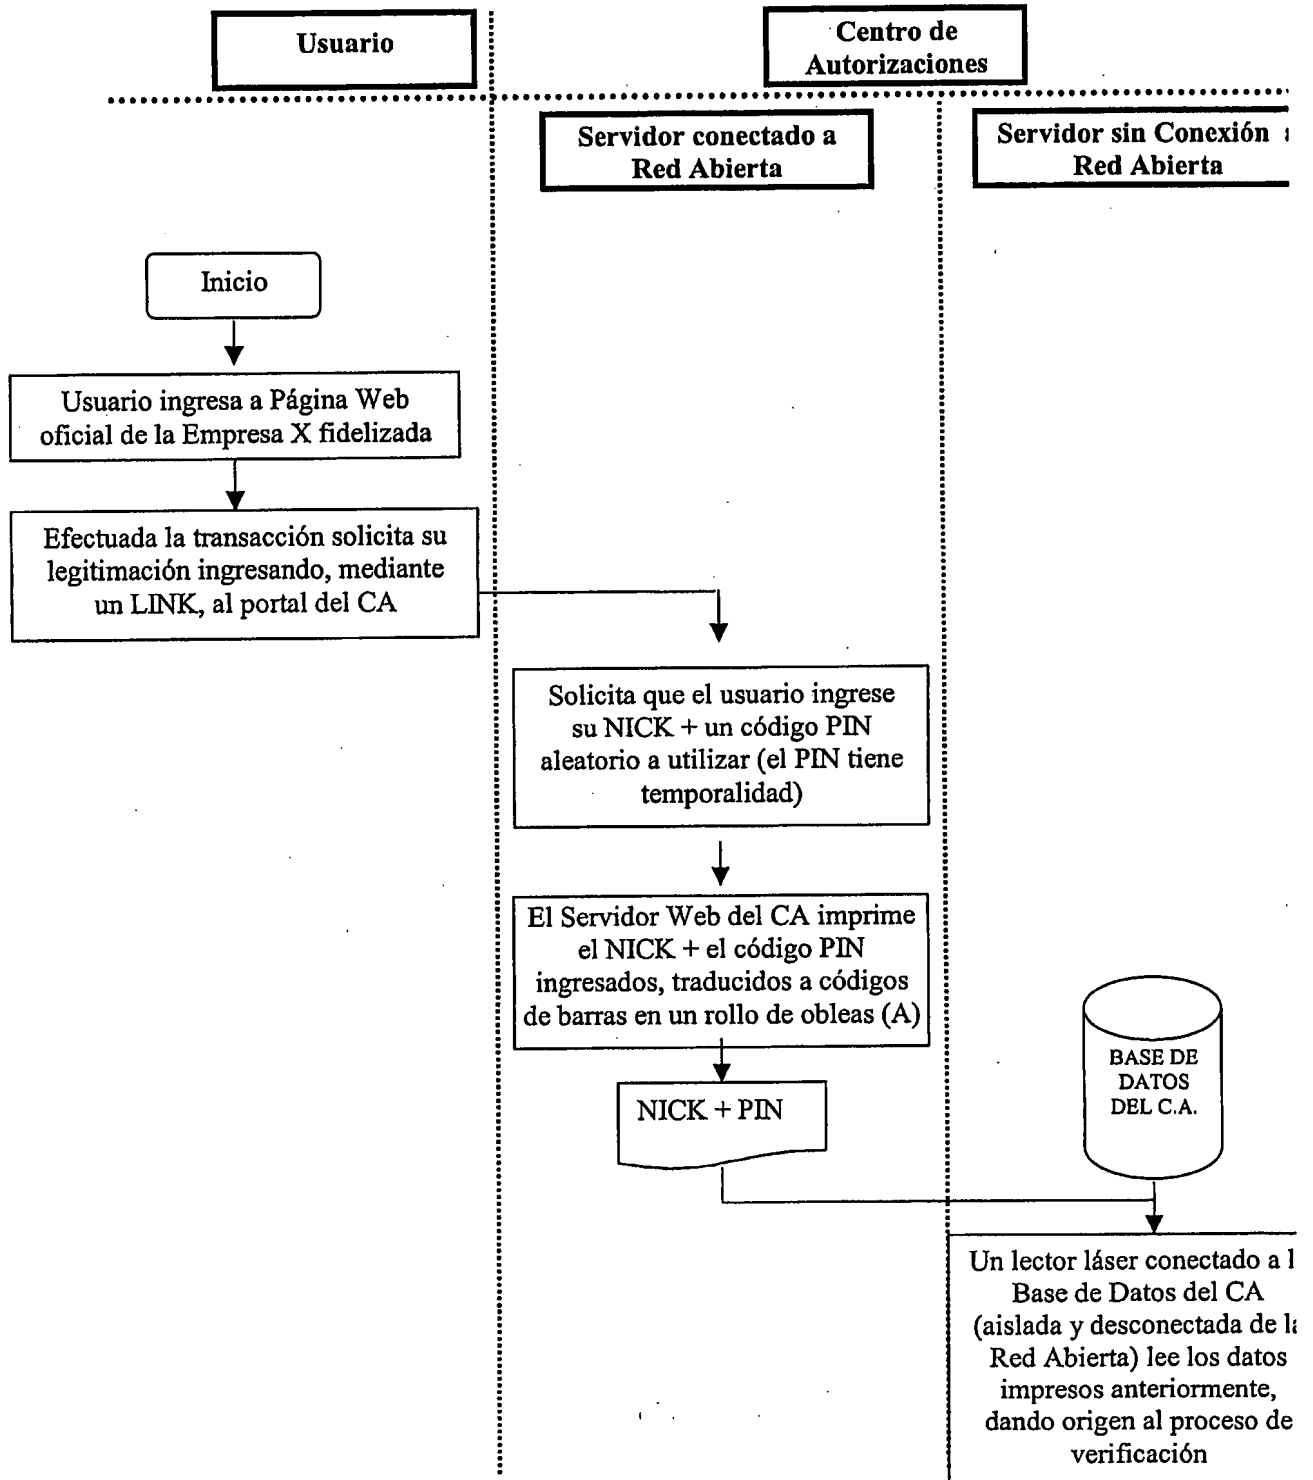 Usuario
Centro de
Autorizaciones
Servidor conectado a
Red Abierta
Servidor sin Conexión
Red Abierta
Inicio
Usuario ingresa a Página Web
oficial de la Empresa X fidelizada
Efectuada la transacción solicita su
legitimación ingresando, mediante
un LINK, al portal del CA
Solicita que el usuario ingrese
su NICK + un código PIN
aleatorio a utilizar (el PIN tiene
temporalidad)
El Servidor Web del CA imprime
el NICK + el código PIN
ingresados, traducidos a códigos
de barras en un rollo de obleas (A)
NICK + PIN
BASE DE
DATOS
DEL C.A.
Un lector láser conectado a
Base de Datos del CA
(aislada y desconectada de
Red Abierta) lee los datos
impresos anteriormente,
dando origen al proceso de
verificación